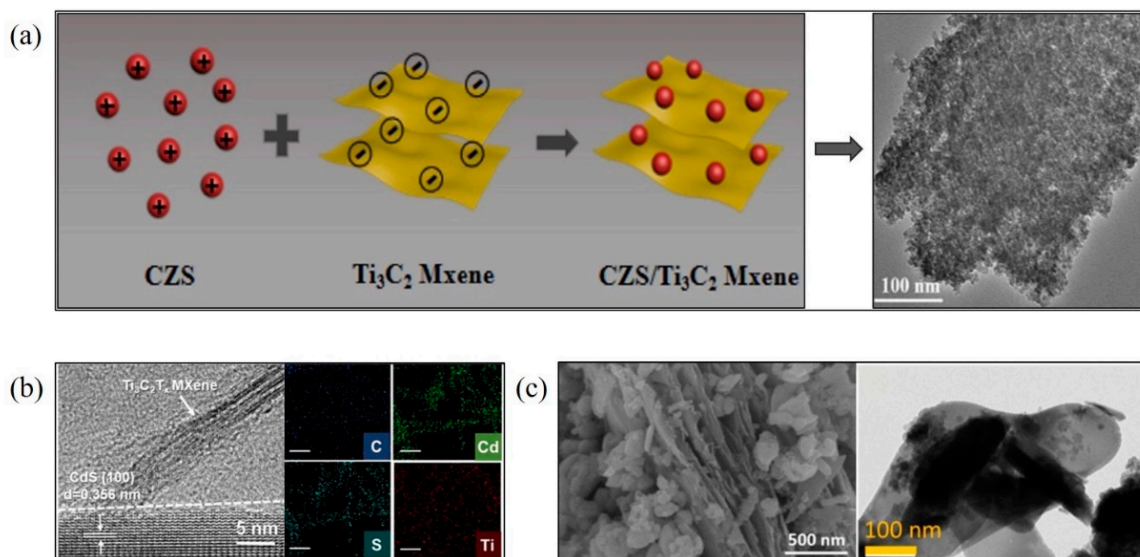 (a)
CZS
Ti₃C₂ Mxene
CZS/Ti₃C₂ Mxene
100 nm
(b)
Ti₃C₂Tₓ MXene
CdS [100]
d=0.356 nm
5 nm
C
Cd
S
Ti
(c)
500 nm
100 nm